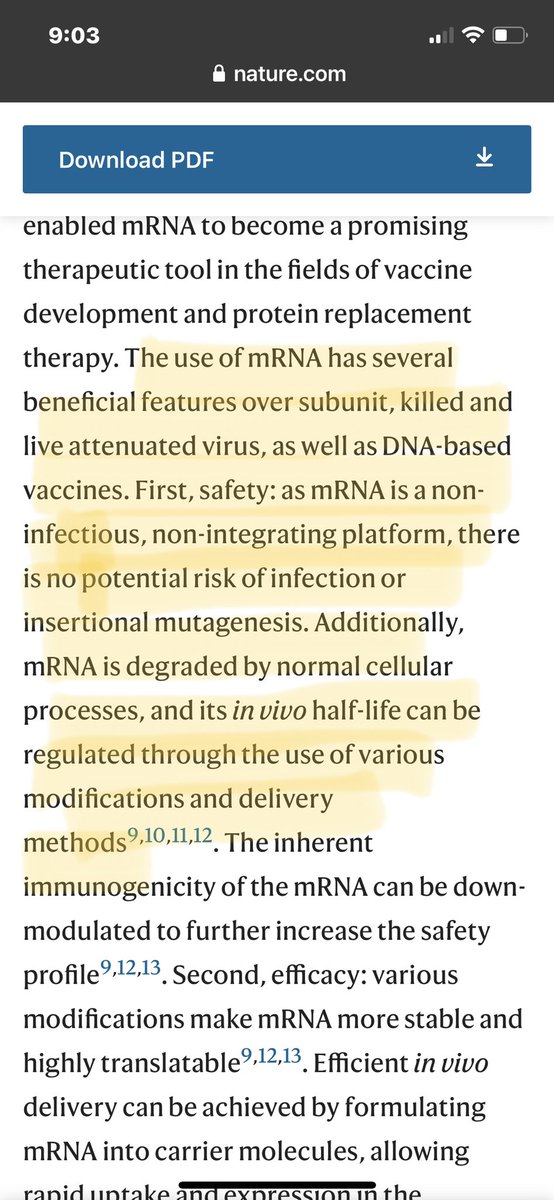 9:03
nature.com
Download PDF
enabled mRNA to become a promising
therapeutic tool in the fields of vaccine
development and protein replacement
therapy. The use of mRNA has several
beneficial features over subunit, killed and
live attenuated virus, as well as DNA-based
vaccines. First, safety: as mRNA is a non-
infectious, non-integrating platform, there
is no potential risk of infection or
insertional mutagenesis. Additionally,
mRNA is degraded by normal cellular
processes, and its in vivo half-life can be
regulated through the use of various
modifications and delivery
methods9,10,11,12. The inherent
immunogenicity of the mRNA can be down-
modulated to further increase the safety
profile9,12,13. Second, efficacy: various
modifications make mRNA more stable and
highly translatable9,12,13. Efficient in vivo
delivery can be achieved by formulating
mRNA into carrier molecules, allowing
rapid uptake and expression in the